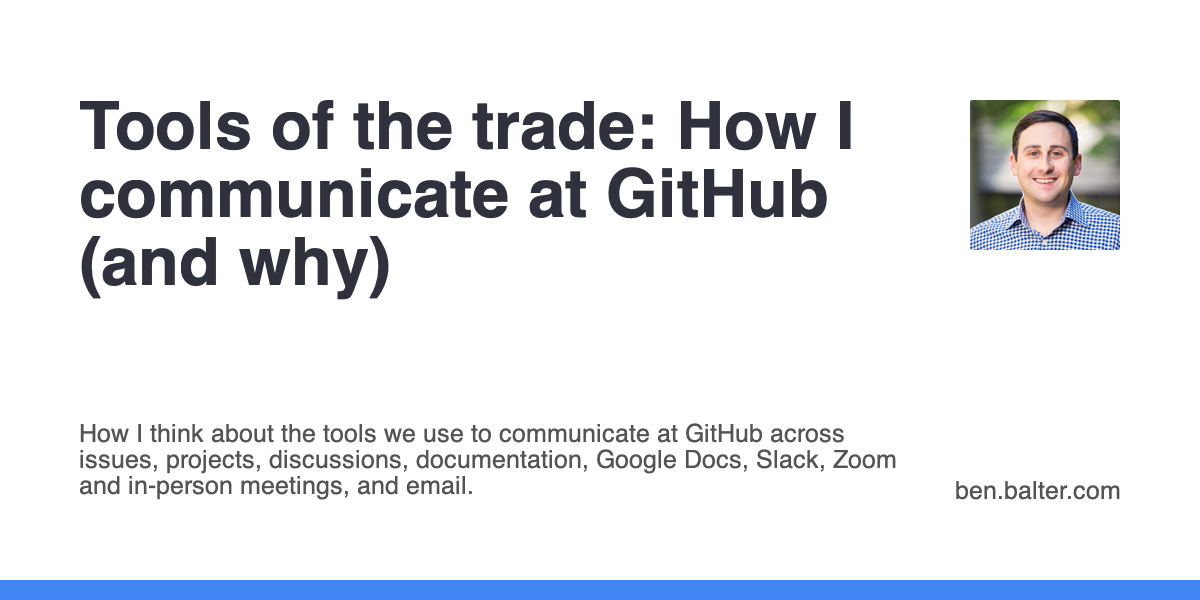 Tools of the trade: How I
communicate at GitHub
(and why)
How I think about the tools we use to communicate at GitHub across
issues, projects, discussions, documentation, Google Docs, Slack, Zoom
and in-person meetings, and email.
ben.balter.com